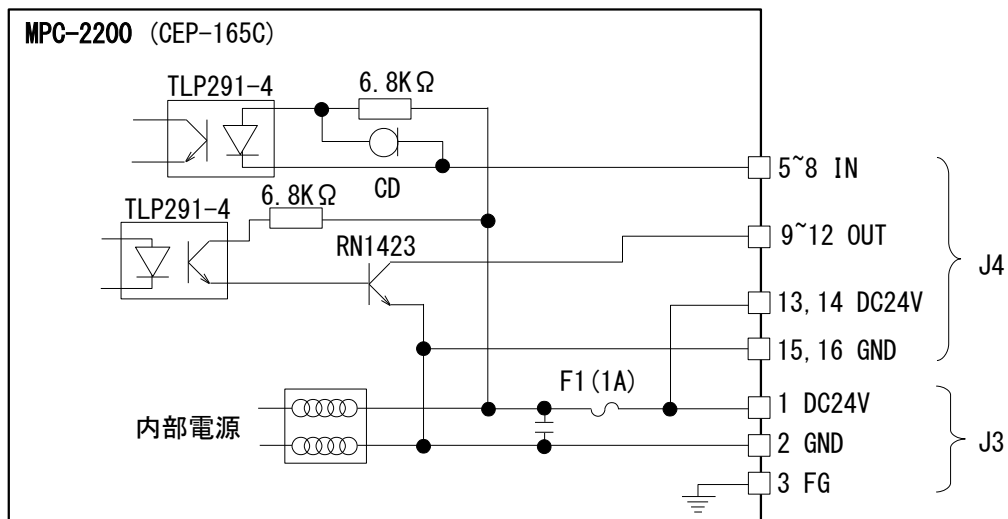 MPC-2200 (CEP-165C)
TLP291-4
6.8KΩ
CD
5~8 IN
TLP291-4
6.8KΩ
RN1423
9~12 OUT
J4
13,14 DC24V
15,16 GND
F1(1A)
内部電源
1 DC24V
2 GND
J3
3 FG